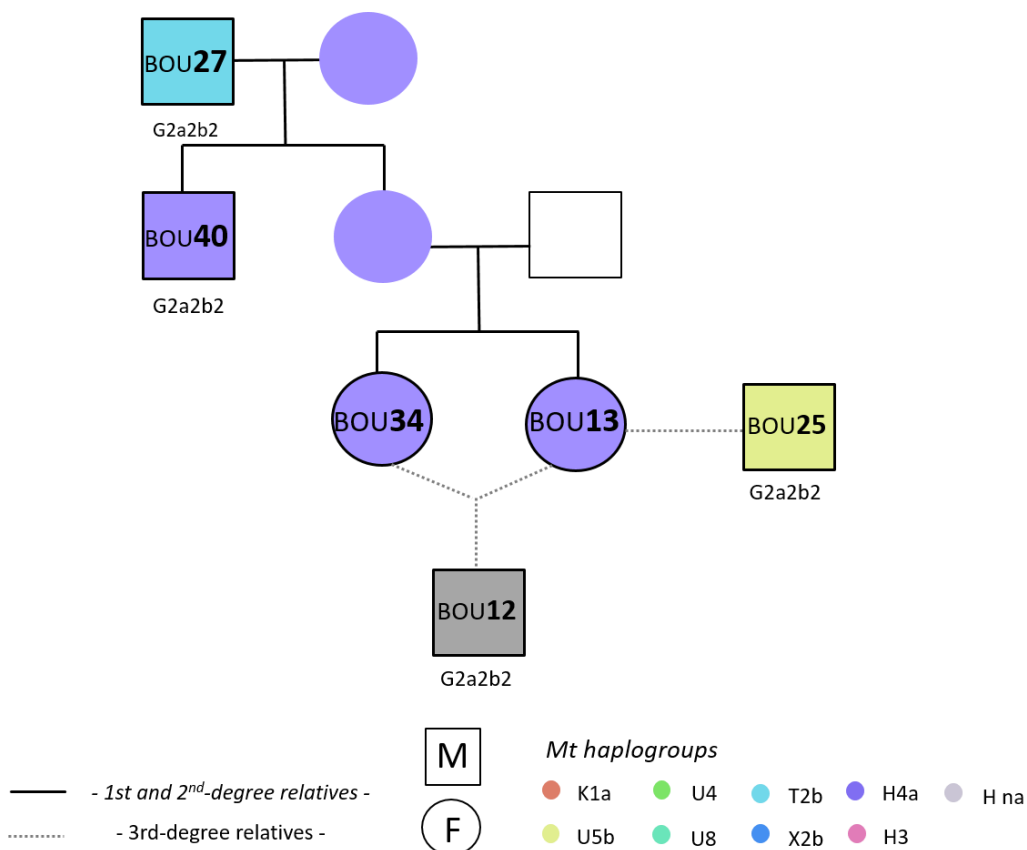 BOU27
G2a2b2
BOU40
G2a2b2
BOU34
BOU13
BOU25
G2a2b2
BOU12
G2a2b2
M
F
- 1st and 2nd-degree relatives -
- 3rd-degree relatives -
Mt haplogroups
K1a
U4
T2b
H4a
H na
U5b
U8
X2b
H3